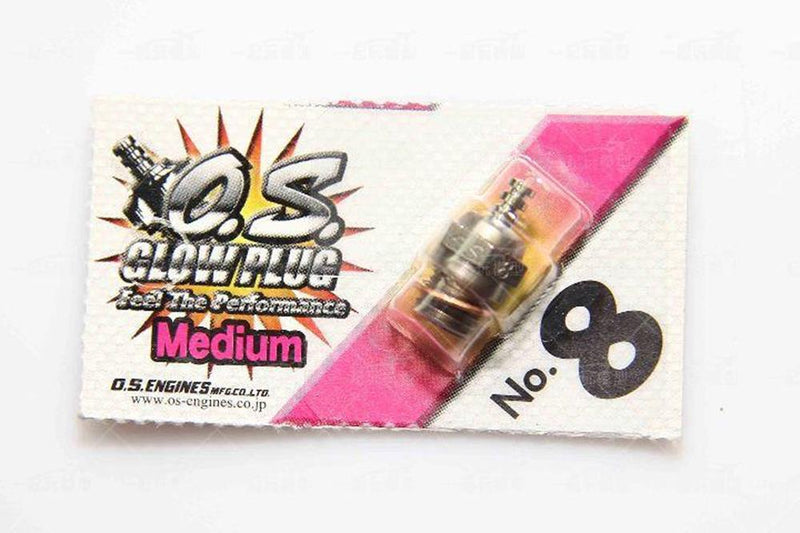 O.S.
GLOW PLUG
Feel The Performance
Medium
O.S.ENGINES MFG.CO.,LTD.
www.os-engines.co.jp
No. 8